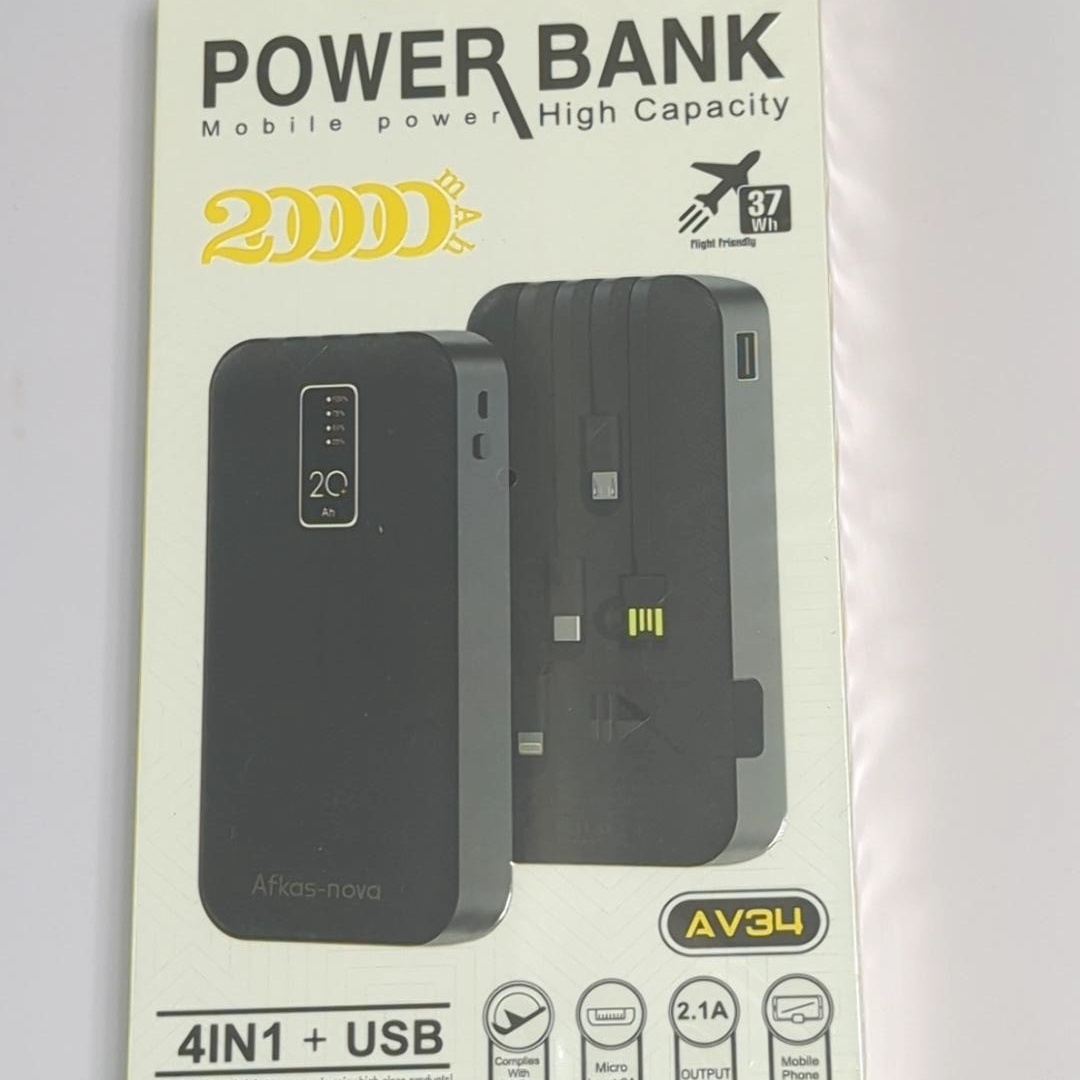 POWER BANK
Mobile power High Capacity
20000 mAh
37
Wh
flight friendly
100%
75%
50%
25%
20+
Ah
Afkas-nova
AV34
4IN1 + USB
2.1A
Complies
With
Micro
OUTPUT
Mobile
Phone